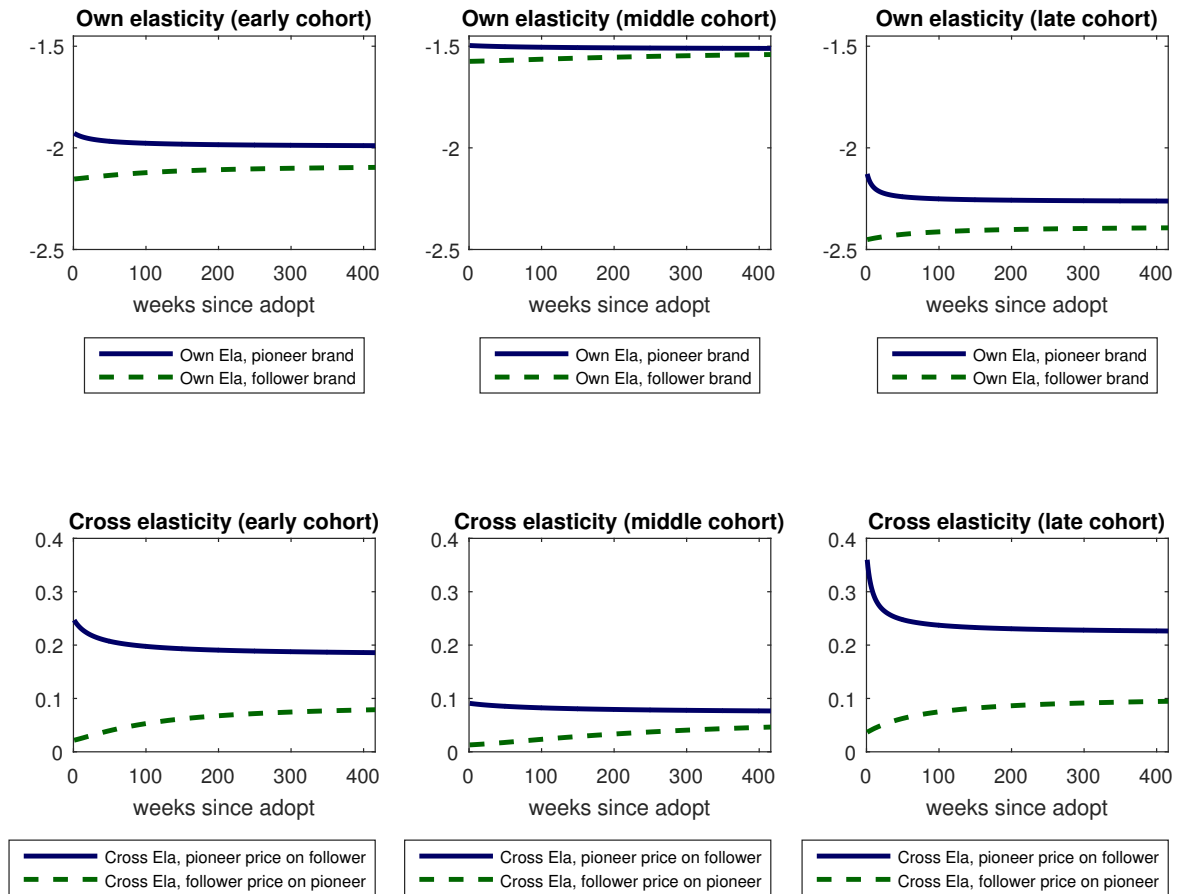 Own elasticity (early cohort)
-1.5
-2
-2.5
0 100 200 300 400
weeks since adopt
Own Ela, pioneer brand
Own Ela, follower brand
Own elasticity (middle cohort)
-1.5
-2
-2.5
0 100 200 300 400
weeks since adopt
Own Ela, pioneer brand
Own Ela, follower brand
Own elasticity (late cohort)
-1.5
-2
-2.5
0 100 200 300 400
weeks since adopt
Own Ela, pioneer brand
Own Ela, follower brand
Cross elasticity (early cohort)
0.4
0.3
0.2
0.1
0
0 100 200 300 400
weeks since adopt
Cross Ela, pioneer price on follower
Cross Ela, follower price on pioneer
Cross elasticity (middle cohort)
0.4
0.3
0.2
0.1
0
0 100 200 300 400
weeks since adopt
Cross Ela, pioneer price on follower
Cross Ela, follower price on pioneer
Cross elasticity (late cohort)
0.4
0.3
0.2
0.1
0
0 100 200 300 400
weeks since adopt
Cross Ela, pioneer price on follower
Cross Ela, follower price on pioneer